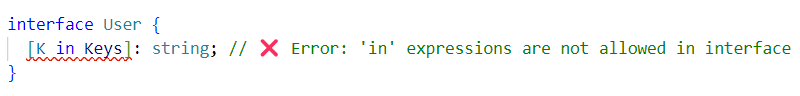 interface User {
[K in Keys]: string; // ❌ Error: 'in' expressions are not allowed in interface
}